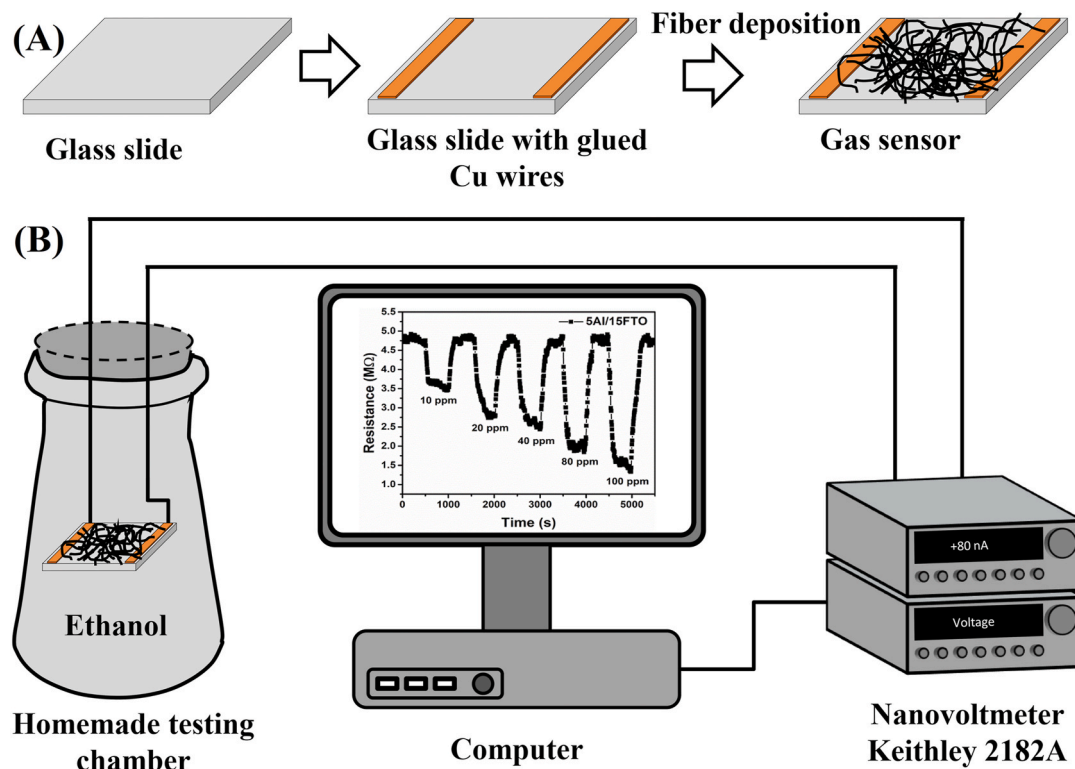 (A)
Fiber deposition
Glass slide
Glass slide with glued
Cu wires
Gas sensor
(B)
5.5
5.0
4.5
4.0
3.5
3.0
2.5
2.0
1.5
1.0
Resistance (MΩ)
5Al/15FTO
10 ppm
20 ppm
40 ppm
80 ppm
100 ppm
0 1000 2000 3000 4000 5000
Time (s)
+80 nA
Voltage
Ethanol
Homemade testing
chamber
Computer
Nanovoltmeter
Keithley 2182A